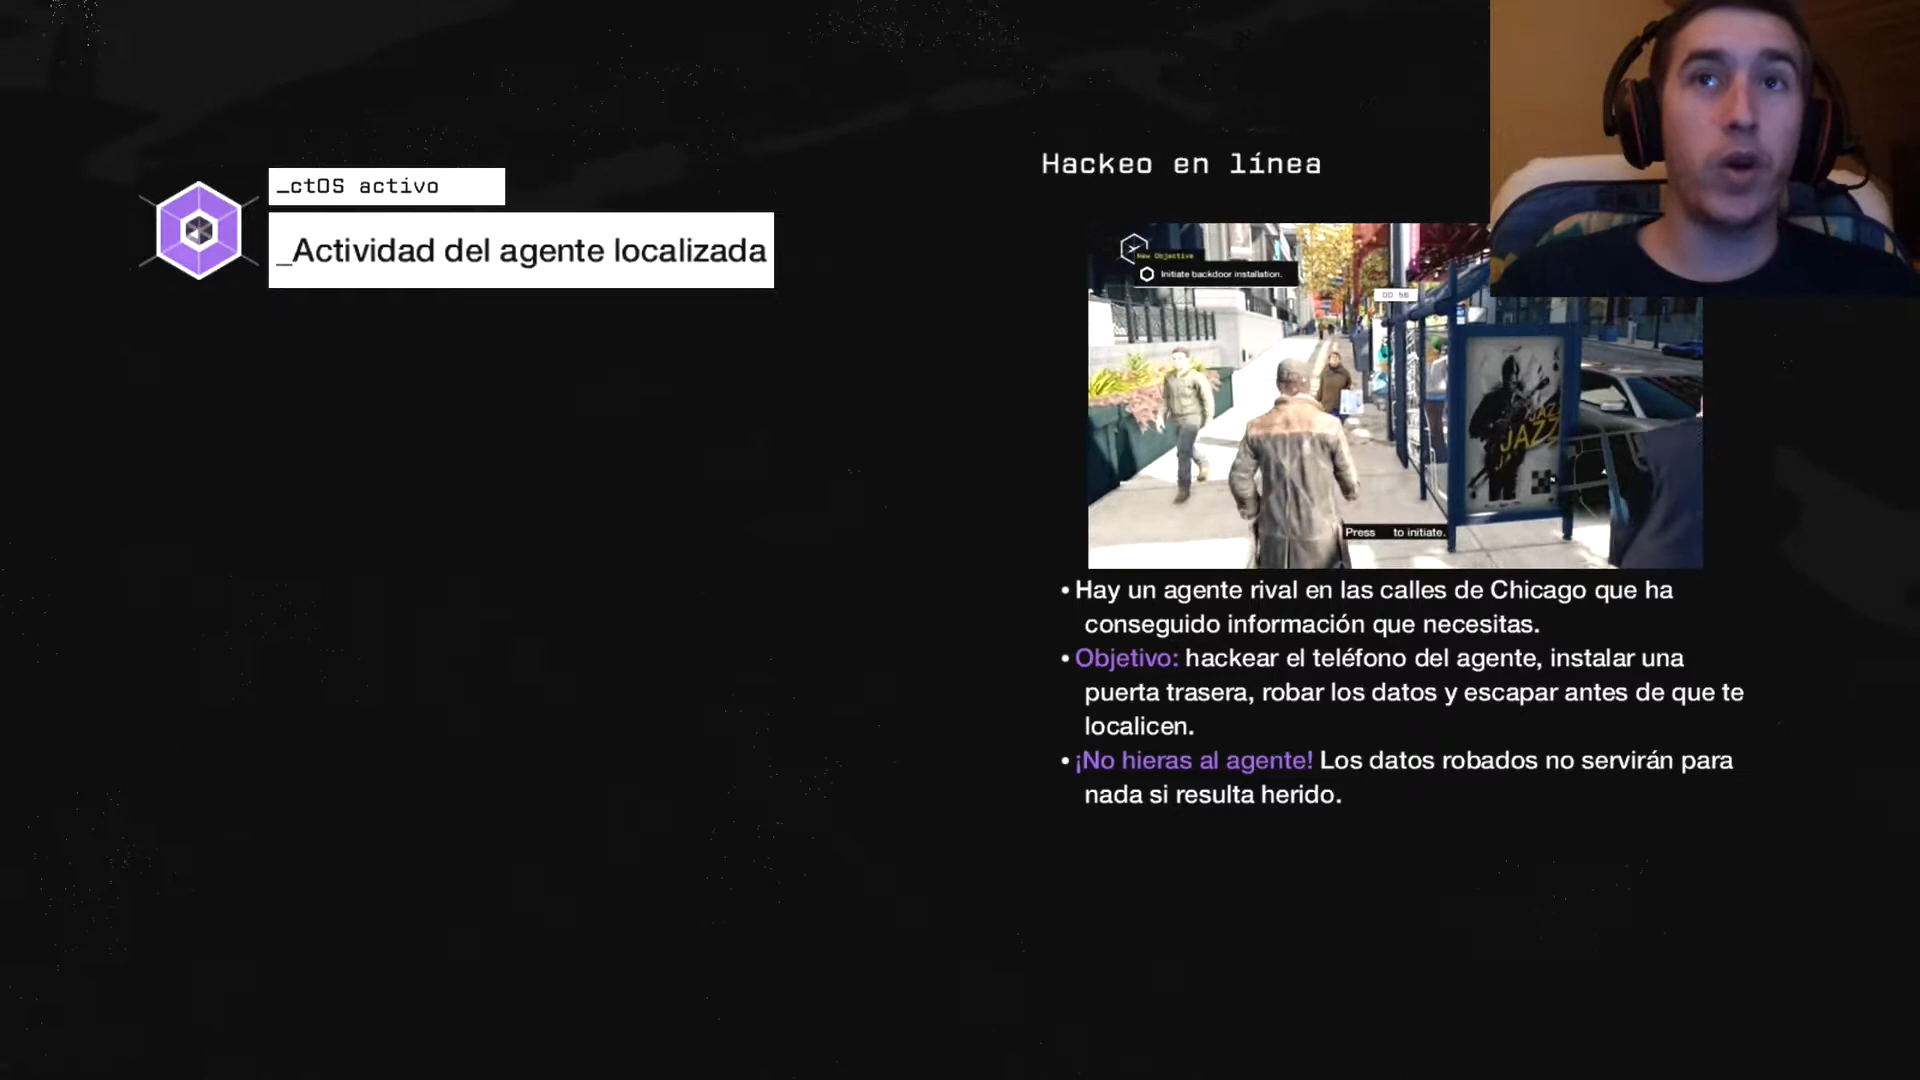 _ctOS activo
_Actividad del agente localizada
Hackeo en línea
New Objective
Initiate backdoor installation.
00 56
JAZZ
JAZZ
Press to initiate.
• Hay un agente rival en las calles de Chicago que ha
conseguido información que necesitas.
• Objetivo: hackear el teléfono del agente, instalar una
puerta trasera, robar los datos y escapar antes de que te
localicen.
• ¡No hieras al agente! Los datos robados no servirán para
nada si resulta herido.